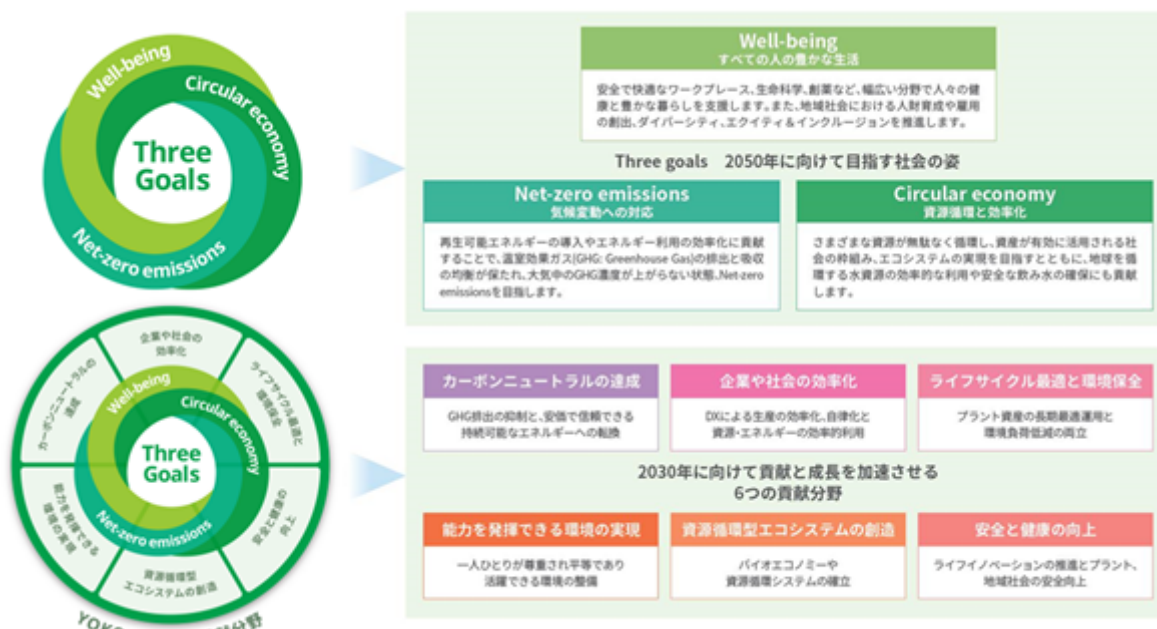 Well-being
Circular economy
Net-zero emissions
Three
Goals
Well-being
すべての人の豊かな生活
安全で快適なワークプレース、生命科学、創薬など、幅広い分野で人々の健
康と豊かな暮らしを支援します。また、地域社会における人財育成や雇用
の創出、ダイバーシティ、エクイティ＆インクルージョンを推進します。
Three goals　2050年に向けて目指す社会の姿
Net-zero emissions
気候変動への対応
再生可能エネルギーの導入やエネルギー利用の効率化に貢献
することで、温室効果ガス(GHG: Greenhouse Gas)の排出と吸収
の均衡が保たれ、大気中のGHG濃度が上がらない状態、Net-zero
emissionsを目指します。
Circular economy
資源循環と効率化
さまざまな資源が無駄なく循環し、資産が有効に活用される社
会の枠組み、エコシステムの実現を目指すとともに、地球を循
環する水資源の効率的な利用や安全な飲み水の確保にも貢献
します。
企業や社会の
効率化
ライフサイクル最適と
環境保全
安全と健康の
向上
資源循環型
エコシステムの創造
能力を発揮できる
環境の実現
カーボンニュートラルの
達成
Well-being
Circular economy
Net-zero emissions
Three
Goals
カーボンニュートラルの達成
GHG排出の抑制と、安価で信頼できる
持続可能なエネルギーへの転換
企業や社会の効率化
DXによる生産の効率化、自律化と
資源・エネルギーの効率的利用
ライフサイクル最適と環境保全
プラント資産の長期最適運用と
環境負荷低減の両立
2030年に向けて貢献と成長を加速させる
6つの貢献分野
能力を発揮できる環境の実現
一人ひとりが尊重され平等であり
活躍できる環境の整備
資源循環型エコシステムの創造
バイオエコノミーや
資源循環システムの確立
安全と健康の向上
ライフイノベーションの推進とプラント、
地域社会の安全向上